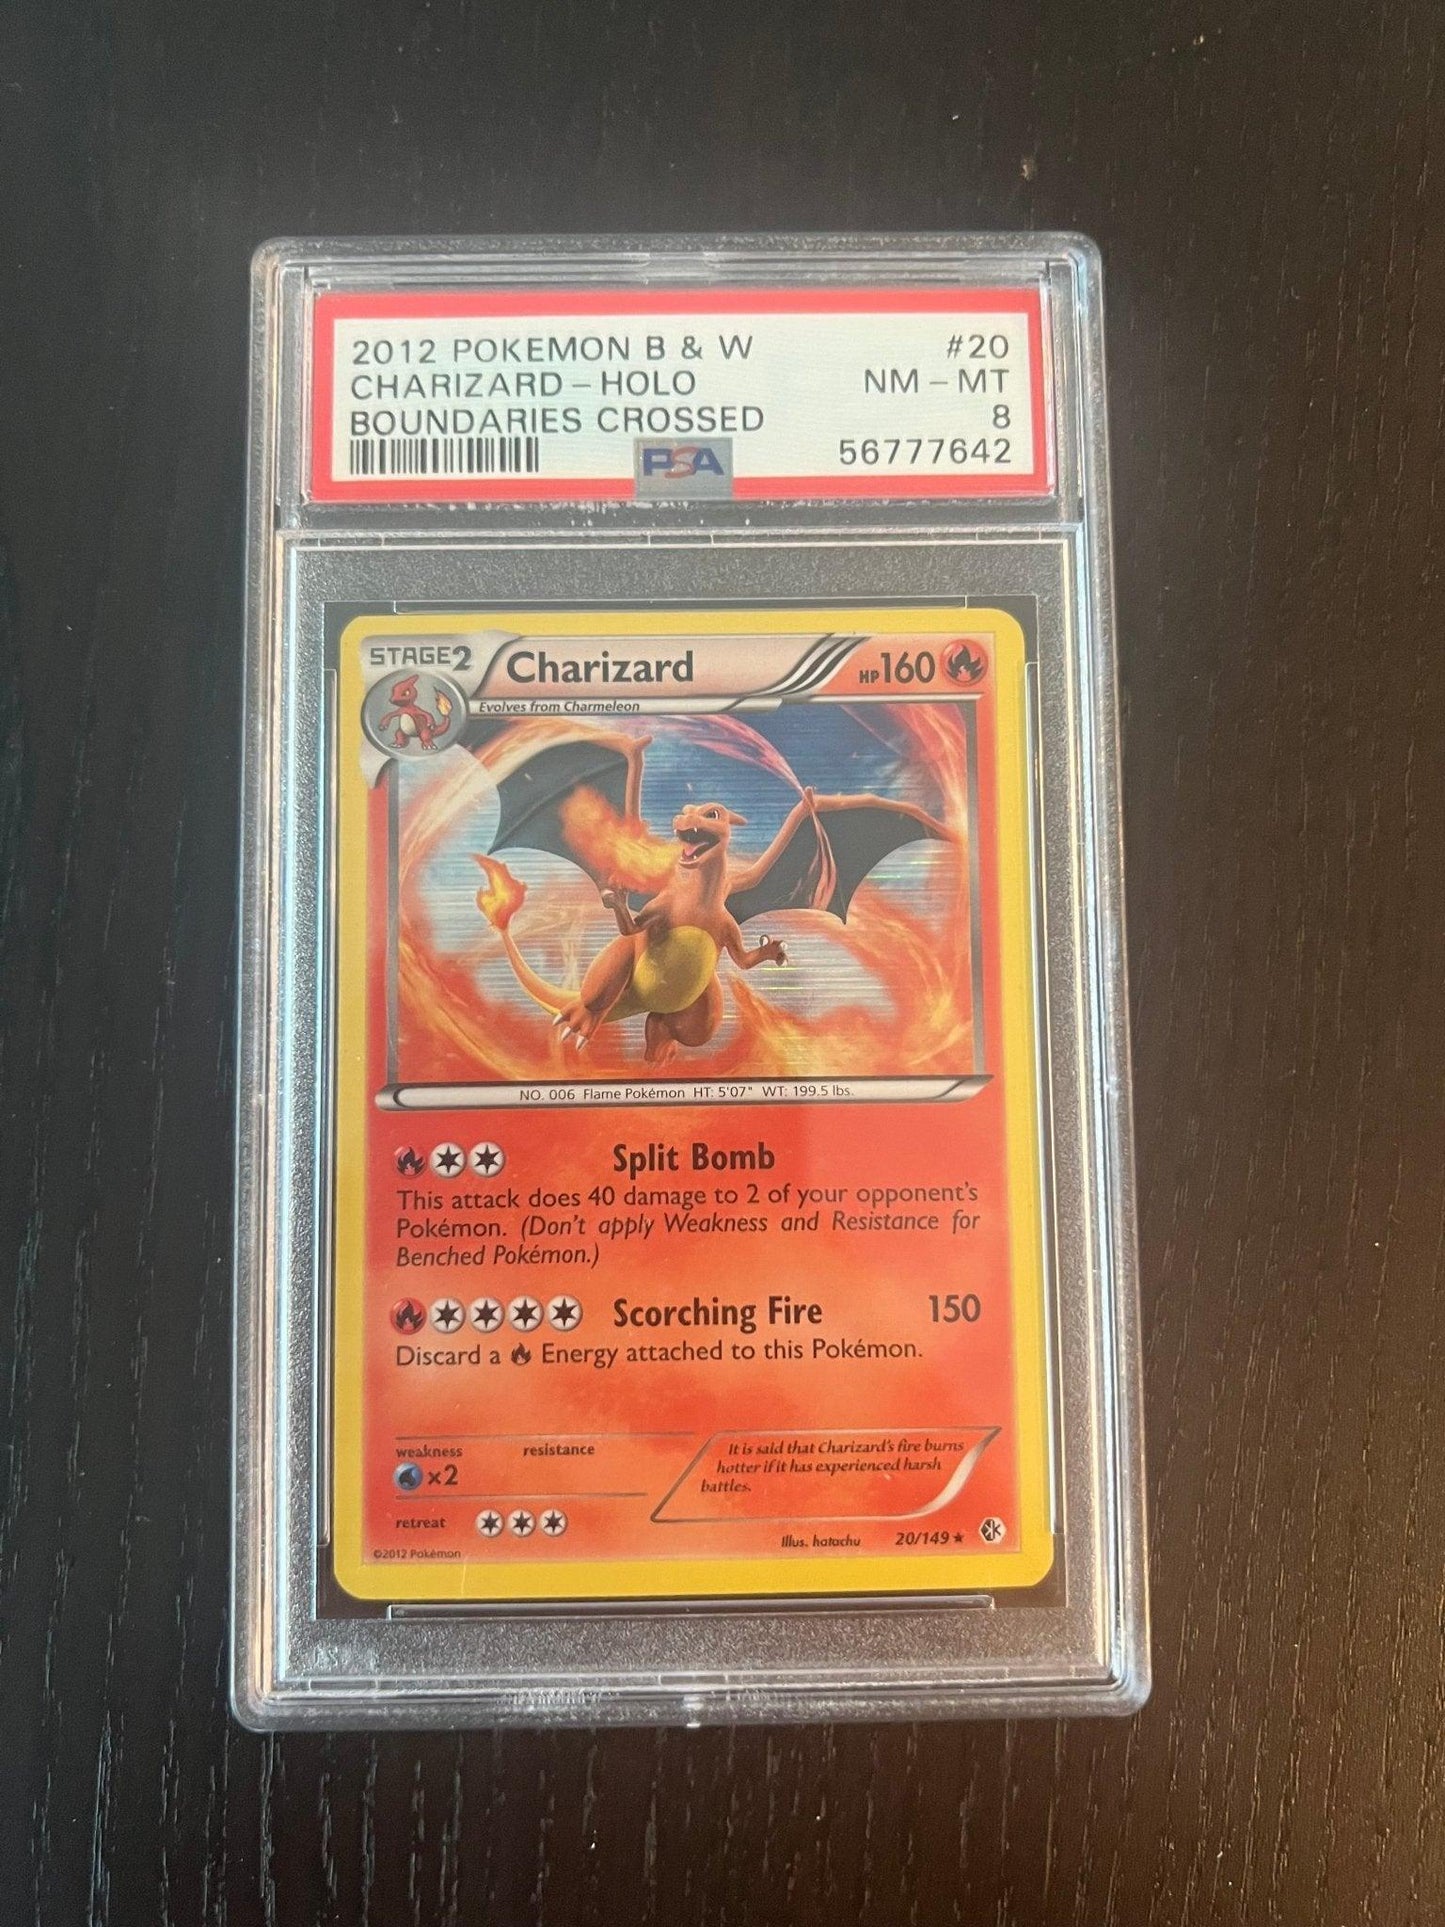 2012 POKEMON B & W #20
CHARIZARD - HOLO NM - MT
BOUNDARIES CROSSED 8
PSA 56777642
STAGE2 Charizard HP160
Evolves from Charmeleon
NO. 006 Flame Pokémon HT: 5'07" WT: 199.5 lbs.
Split Bomb
This attack does 40 damage to 2 of your opponent's
Pokémon. (Don't apply Weakness and Resistance for
Benched Pokémon.)
Scorching Fire 150
Discard a Energy attached to this Pokémon.
weakness resistance
×2
retreat
It is said that Charizard's fire burns
hotter if it has experienced harsh
battles.
Illus. hatachu 20/149
©2012 Pokémon